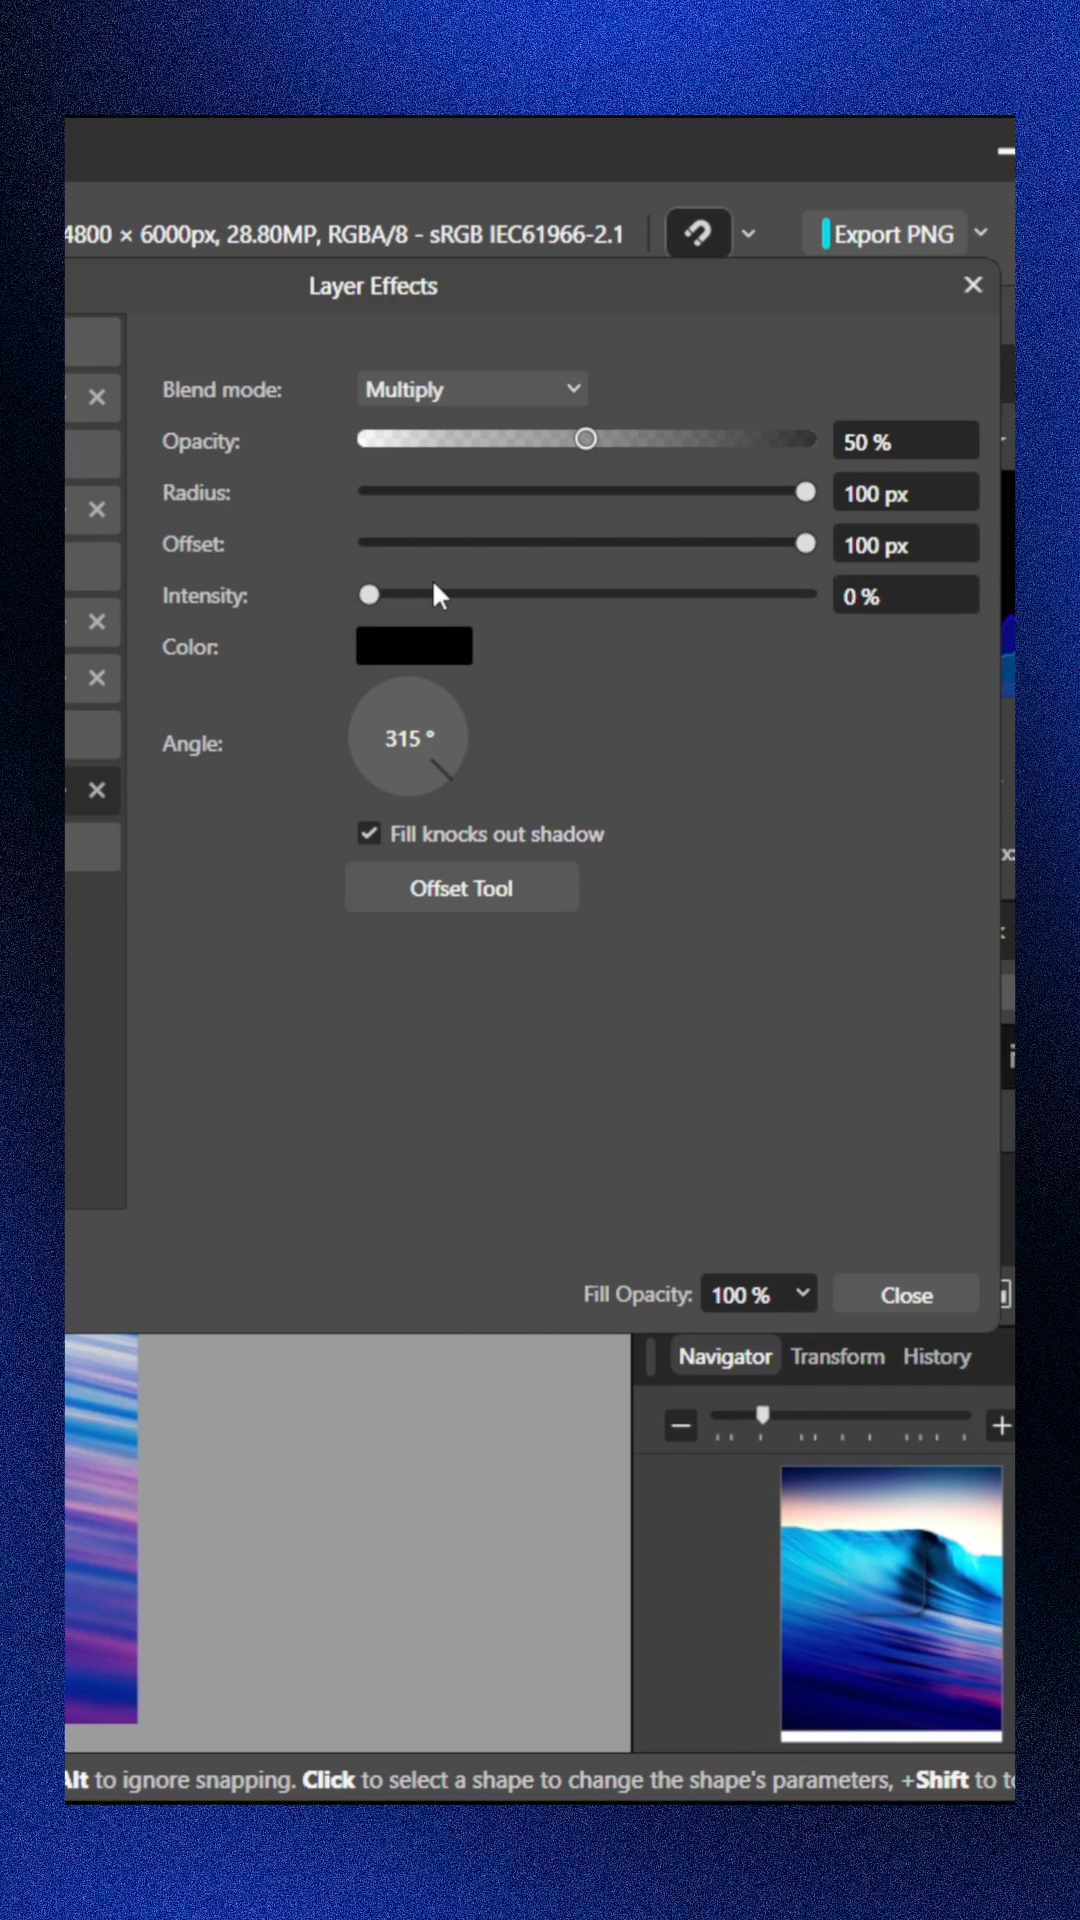 4800 × 6000px, 28.80MP, RGBA/8 - sRGB IEC61966-2.1
Export PNG
Layer Effects
Blend mode: Multiply
Opacity: 50 %
Radius: 100 px
Offset: 100 px
Intensity: 0 %
Color:
Angle: 315 °
Fill knocks out shadow
Offset Tool
Fill Opacity: 100 % Close
Navigator Transform History
Alt to ignore snapping. Click to select a shape to change the shape's parameters, +Shift to